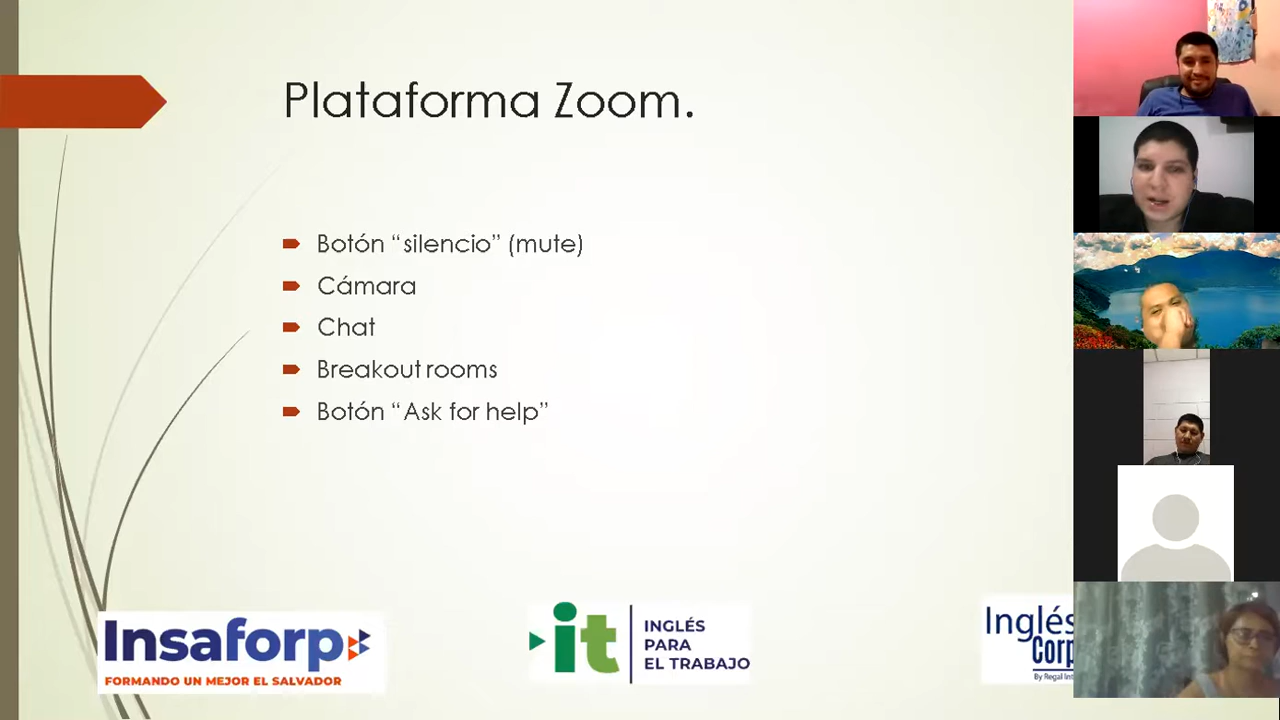 Plataforma Zoom.
Botón “silencio” (mute)
Cámara
Chat
Breakout rooms
Botón “Ask for help”
Insaforp
FORMANDO UN MEJOR EL SALVADOR
it
INGLÉS
PARA
EL TRABAJO
Inglés
Corp
By Regal